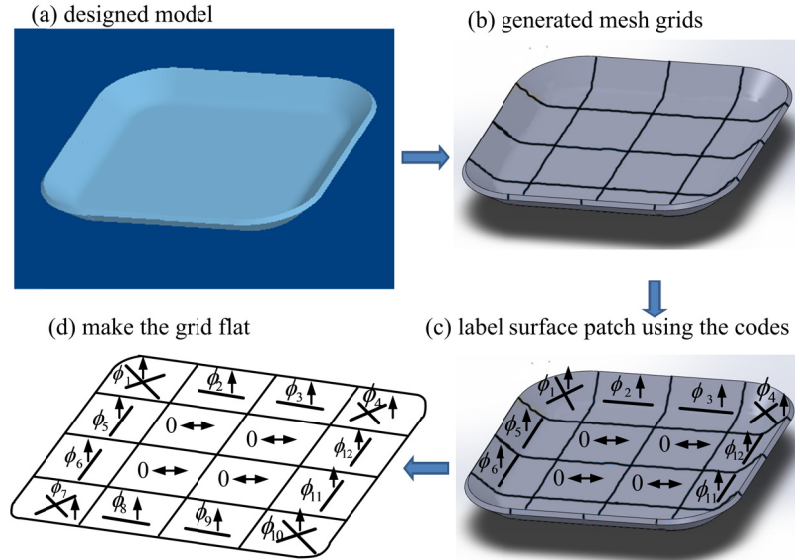 (a) designed model
(b) generated mesh grids
(d) make the grid flat
(c) label surface patch using the codes
ϕ1 ϕ2 ϕ3 ϕ4
ϕ5 0 0 ϕ12
ϕ6 0 0 ϕ11
ϕ7 ϕ8 ϕ9 ϕ10
ϕ1 ϕ2 ϕ3 ϕ4
ϕ5 0 0 ϕ12
ϕ6 0 0 ϕ11